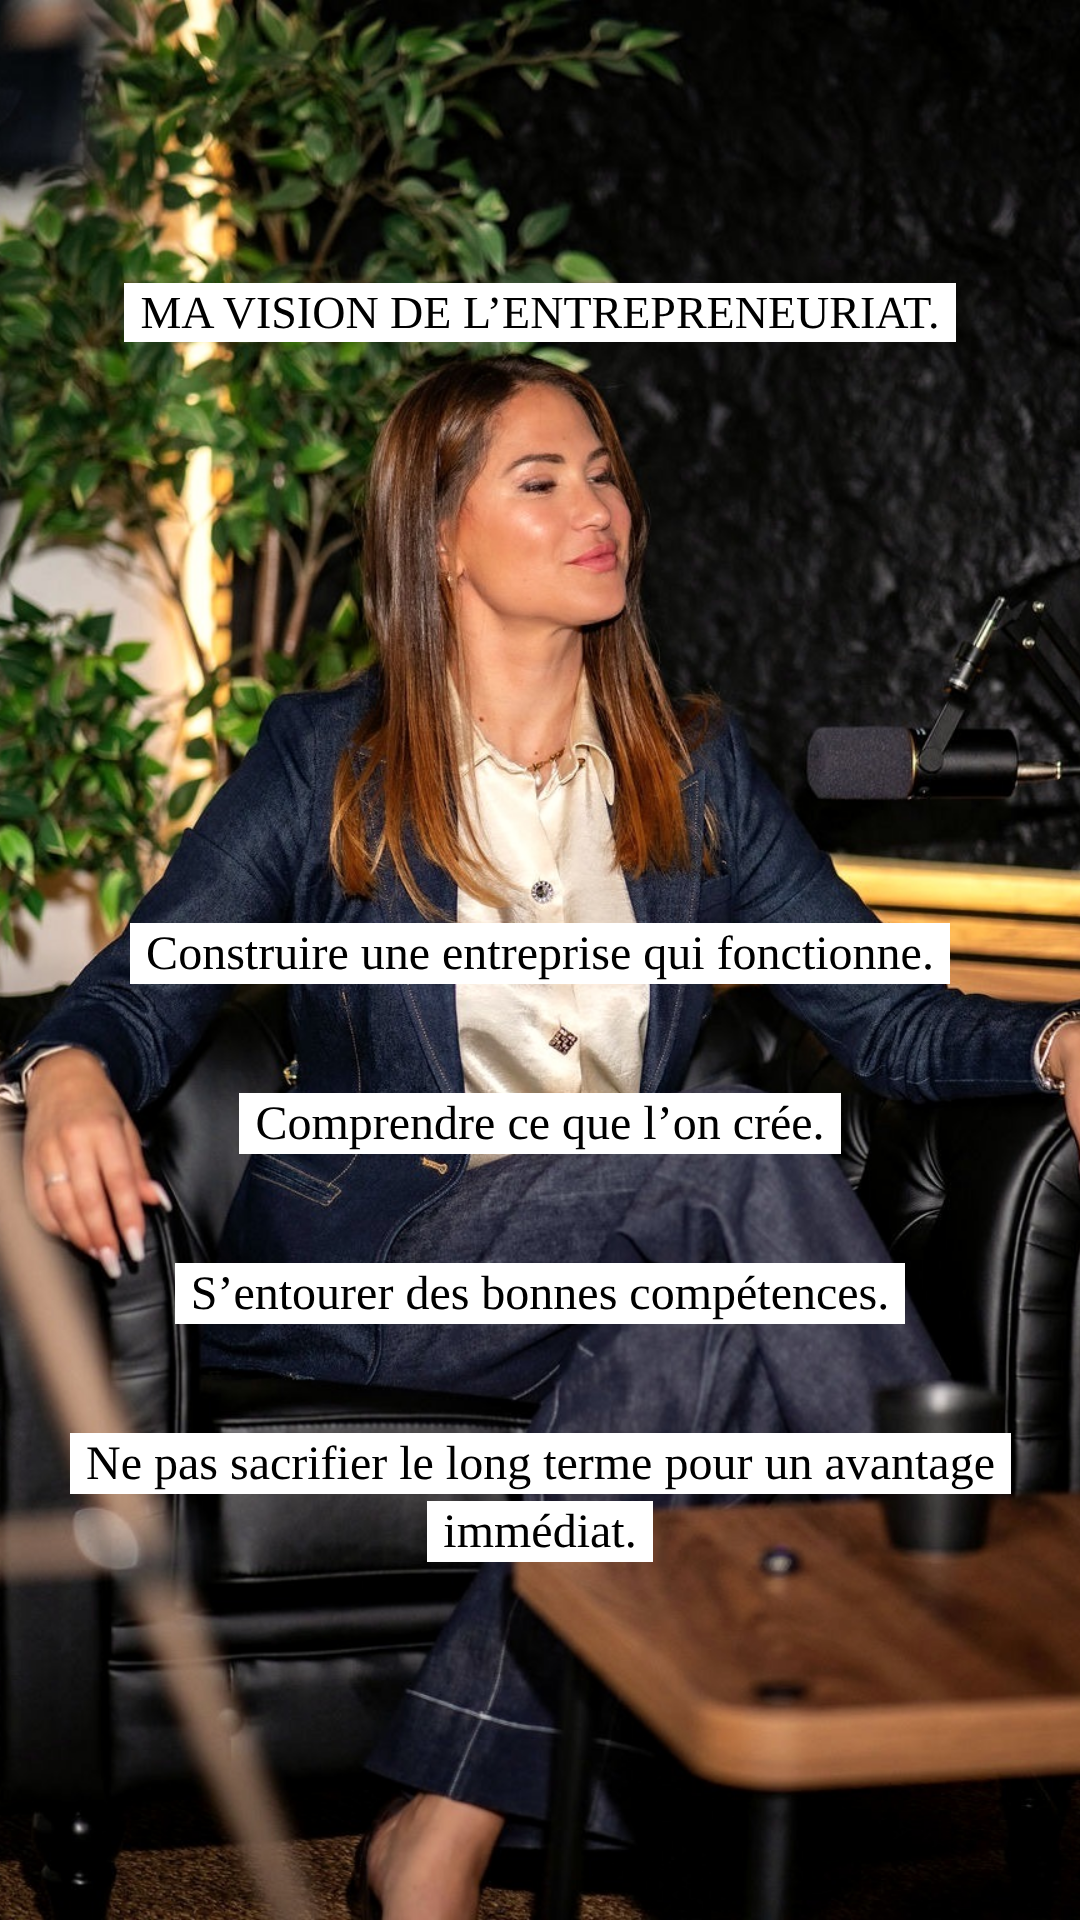 MA VISION DE L’ENTREPRENEURIAT.
Construire une entreprise qui fonctionne.
Comprendre ce que l’on crée.
S’entourer des bonnes compétences.
Ne pas sacrifier le long terme pour un avantage
immédiat.